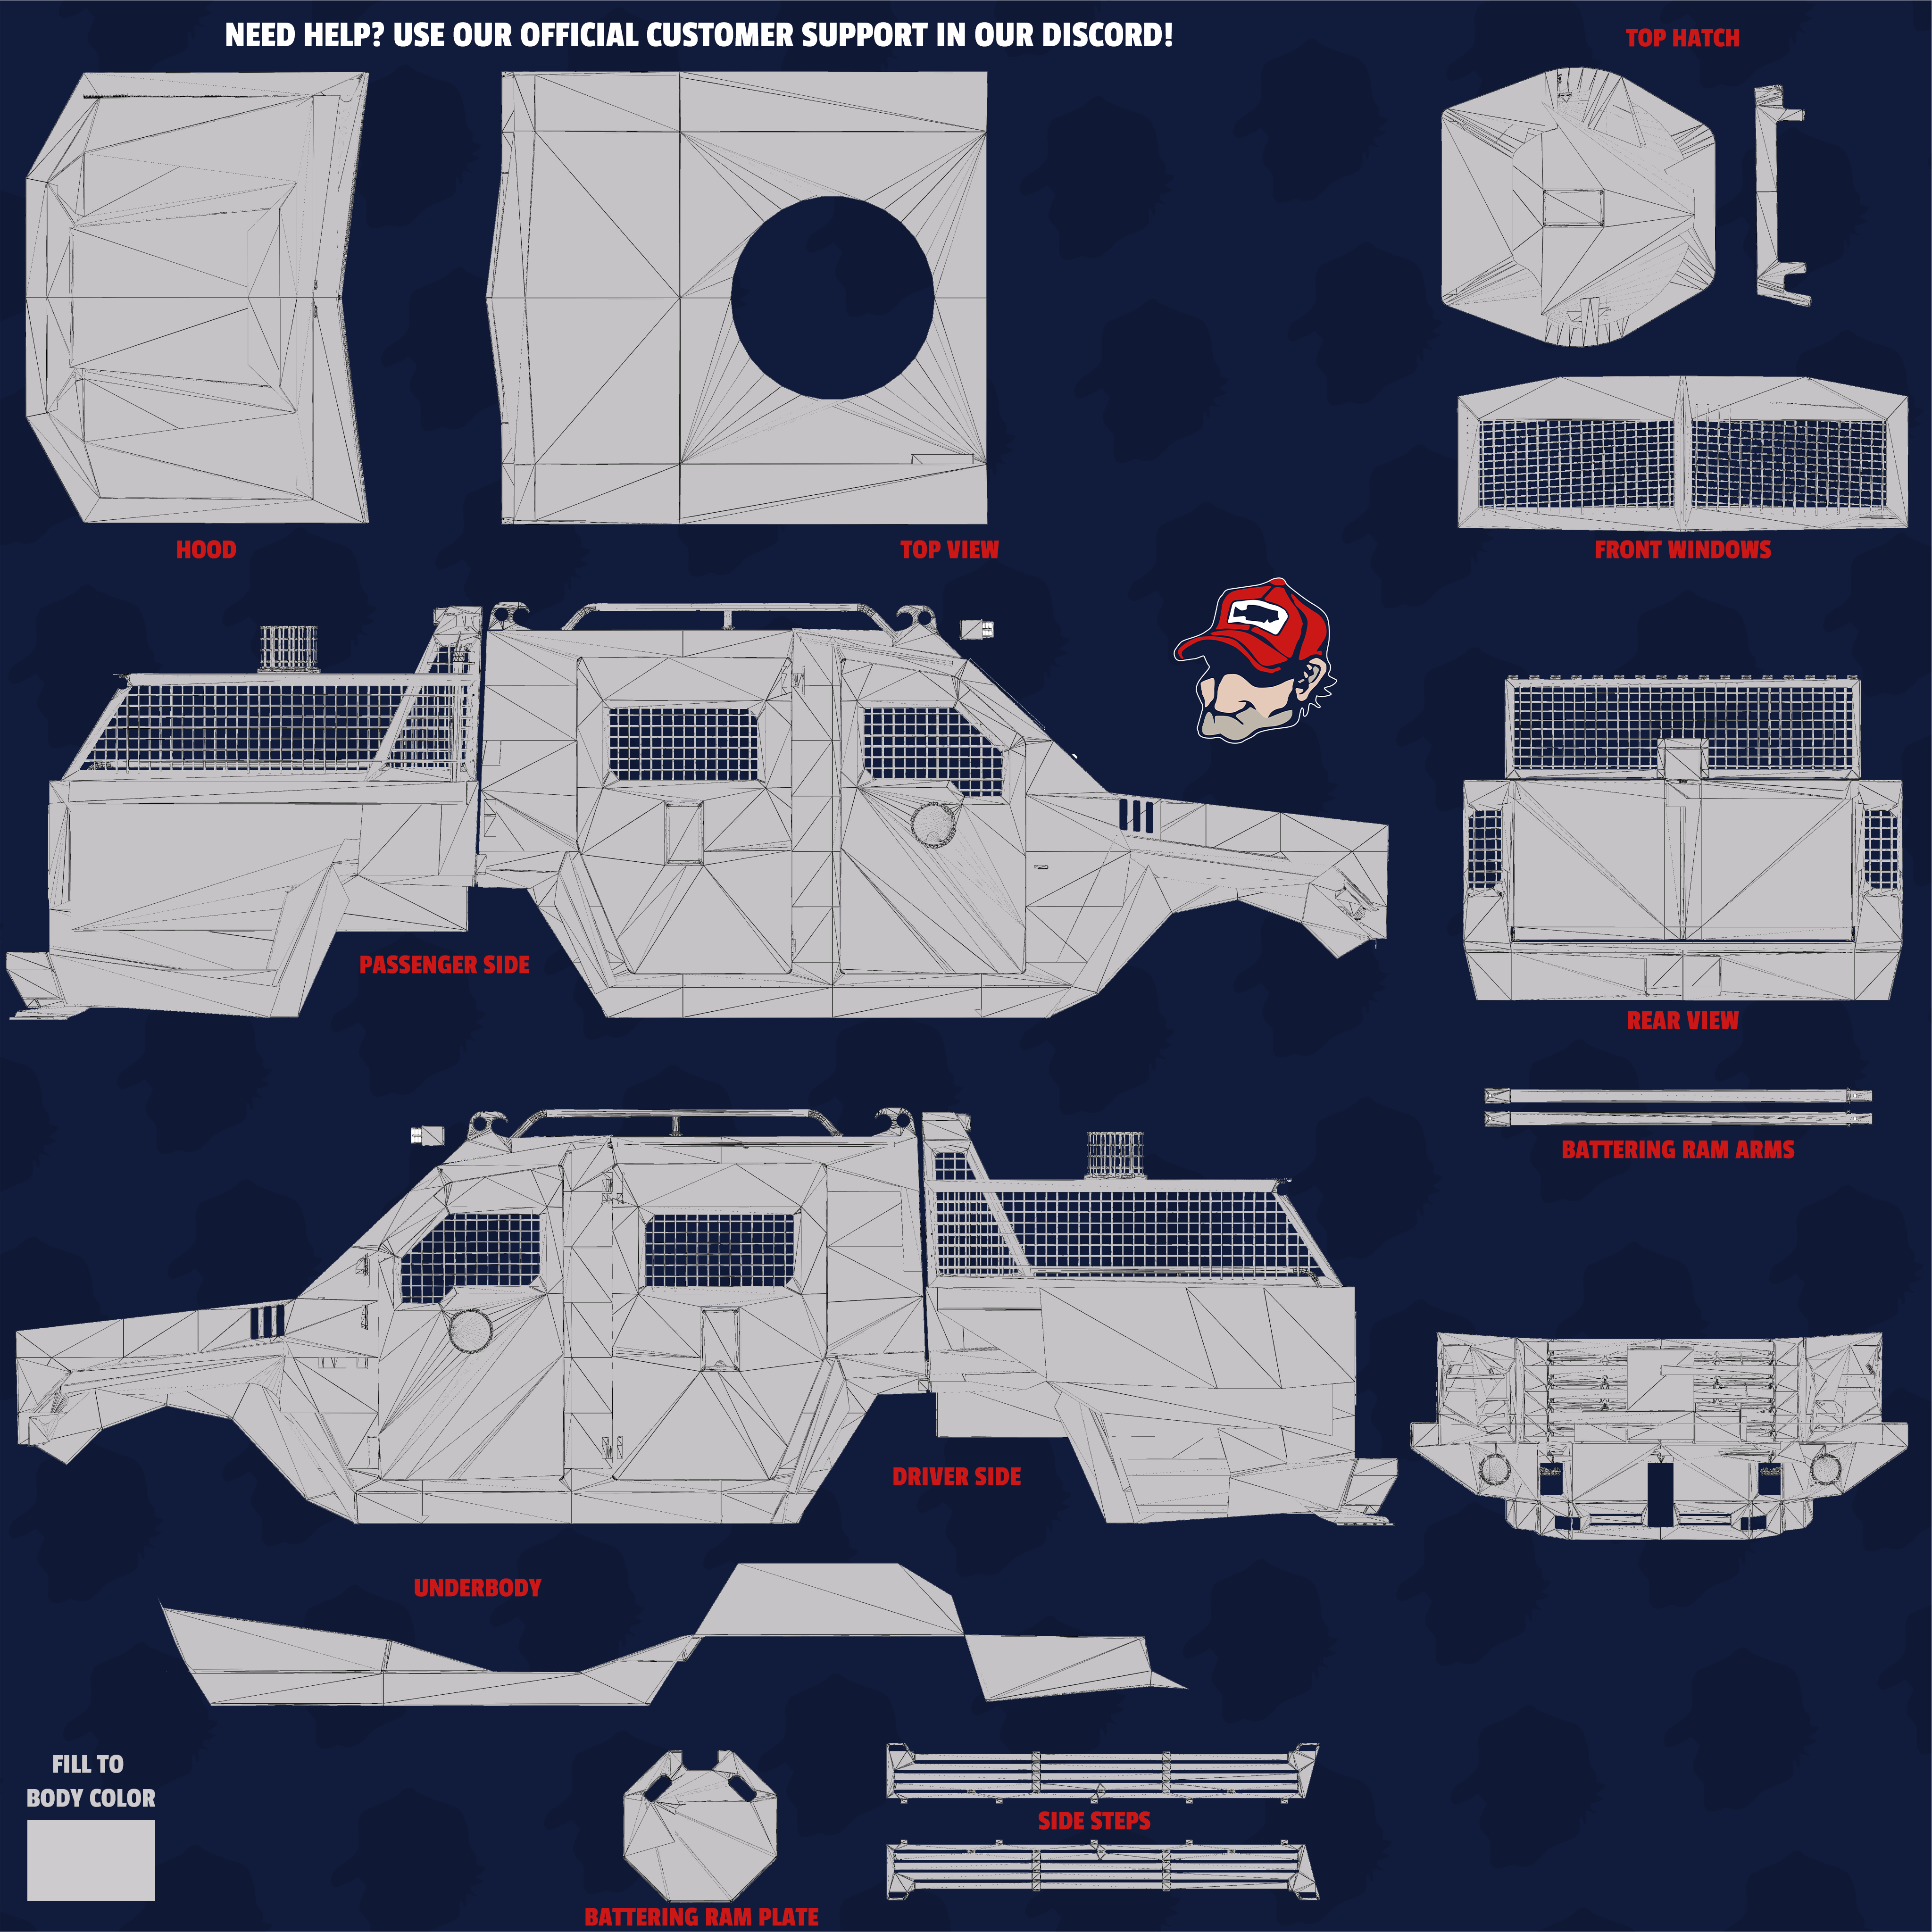 NEED HELP? USE OUR OFFICIAL CUSTOMER SUPPORT IN OUR DISCORD!
TOP HATCH
HOOD
TOP VIEW
FRONT WINDOWS
PASSENGER SIDE
REAR VIEW
BATTERING RAM ARMS
DRIVER SIDE
UNDERBODY
FILL TO
BODY COLOR
SIDE STEPS
BATTERING RAM PLATE